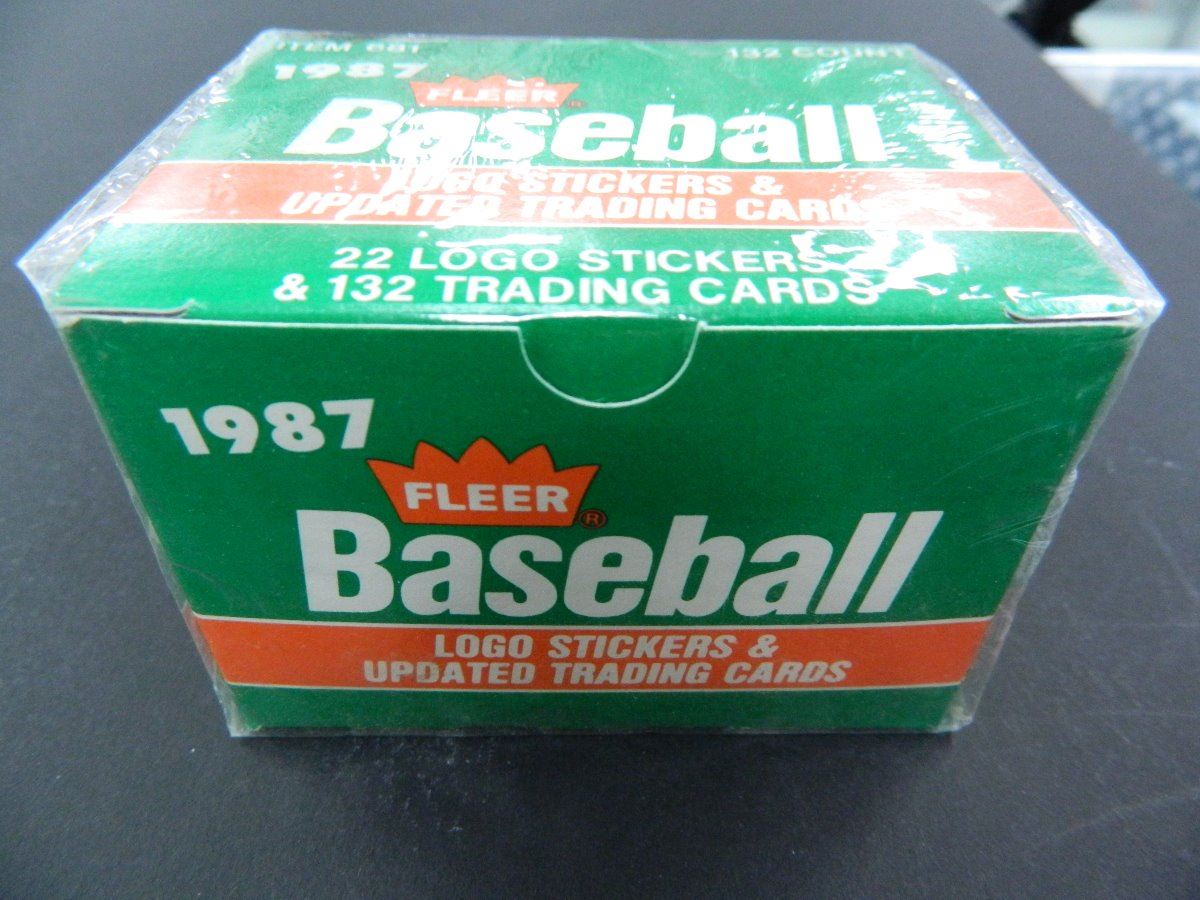 ITEM 681 132 COUNT
1987
FLEER®
Baseball
LOGO STICKERS &
UPDATED TRADING CARDS
22 LOGO STICKERS
& 132 TRADING CARDS
1987
FLEER®
Baseball
LOGO STICKERS &
UPDATED TRADING CARDS